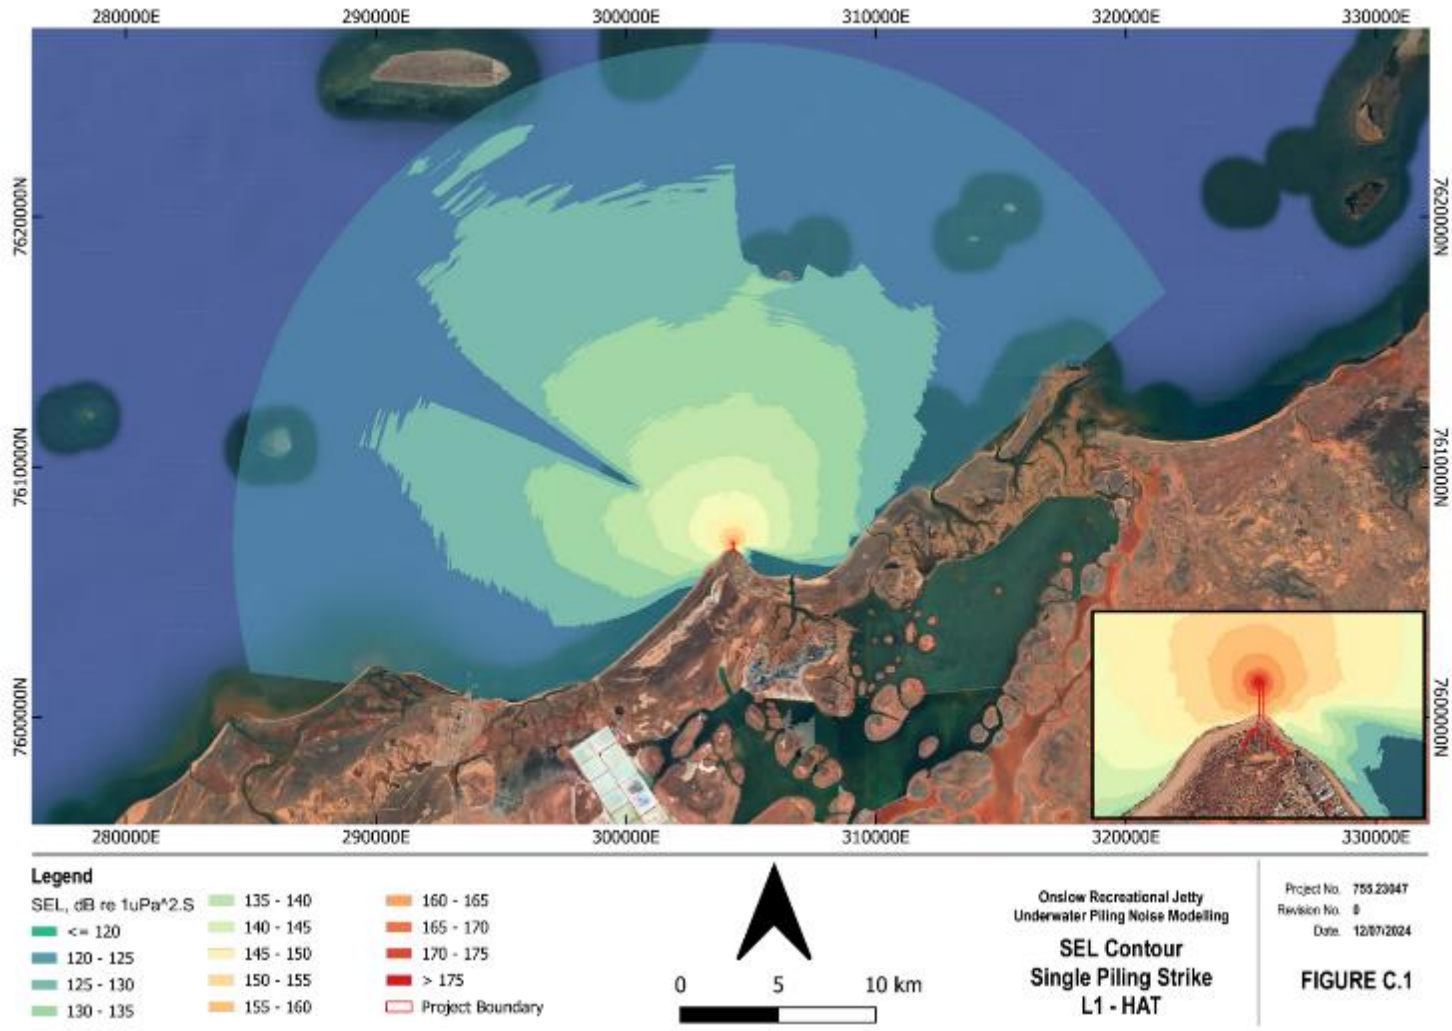 280000E 290000E 300000E 310000E 320000E 330000E
7620000N 7620000N
7610000N 7610000N
7600000N 7600000N
280000E 290000E 300000E 310000E 320000E 330000E
Legend
SEL, dB re 1uPa^2.S
<= 120
120 - 125
125 - 130
130 - 135
135 - 140
140 - 145
145 - 150
150 - 155
155 - 160
160 - 165
165 - 170
170 - 175
> 175
Project Boundary
0 5 10 km
Onslow Recreational Jetty
Underwater Piling Noise Modelling
SEL Contour
Single Piling Strike
L1 - HAT
Project No. 755.23047
Revision No. 0
Date. 12/07/2024
FIGURE C.1